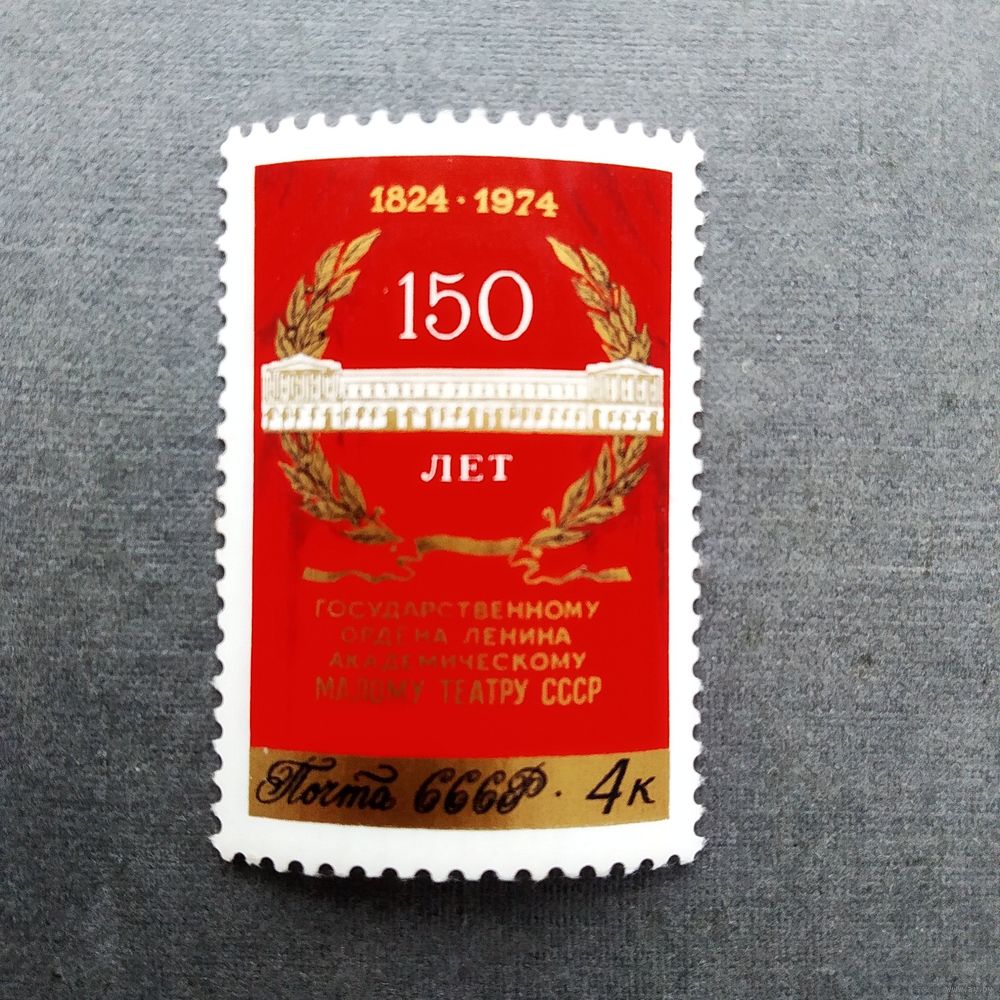 1824 · 1974
150
ЛЕТ
ГОСУДАРСТВЕННОМУ
ОРДЕНА ЛЕНИНА
АКАДЕМИЧЕСКОМУ
МАЛОМУ ТЕАТРУ СССР
Почта СССР · 4к